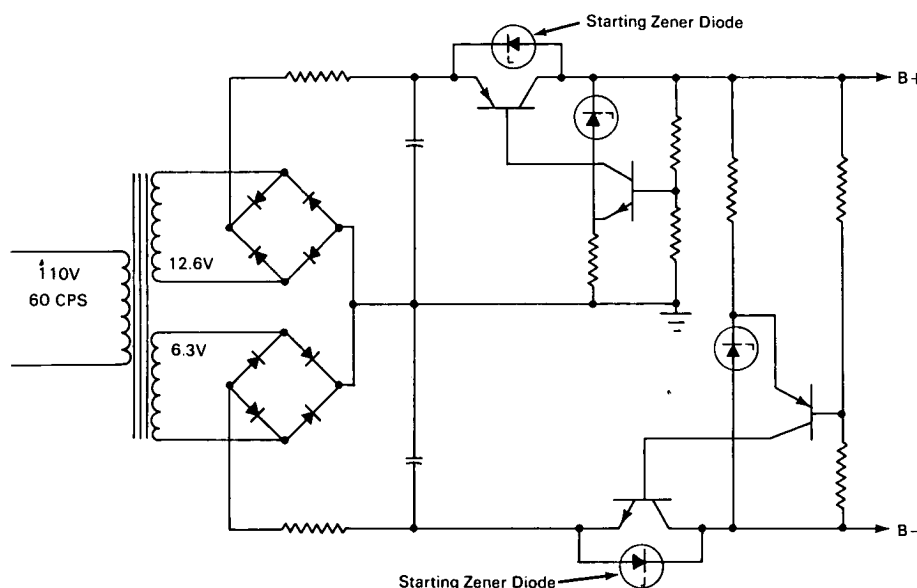 Starting Zener Diode
B+
12.6V
110V
60 CPS
6.3V
B-
Starting Zener Diode